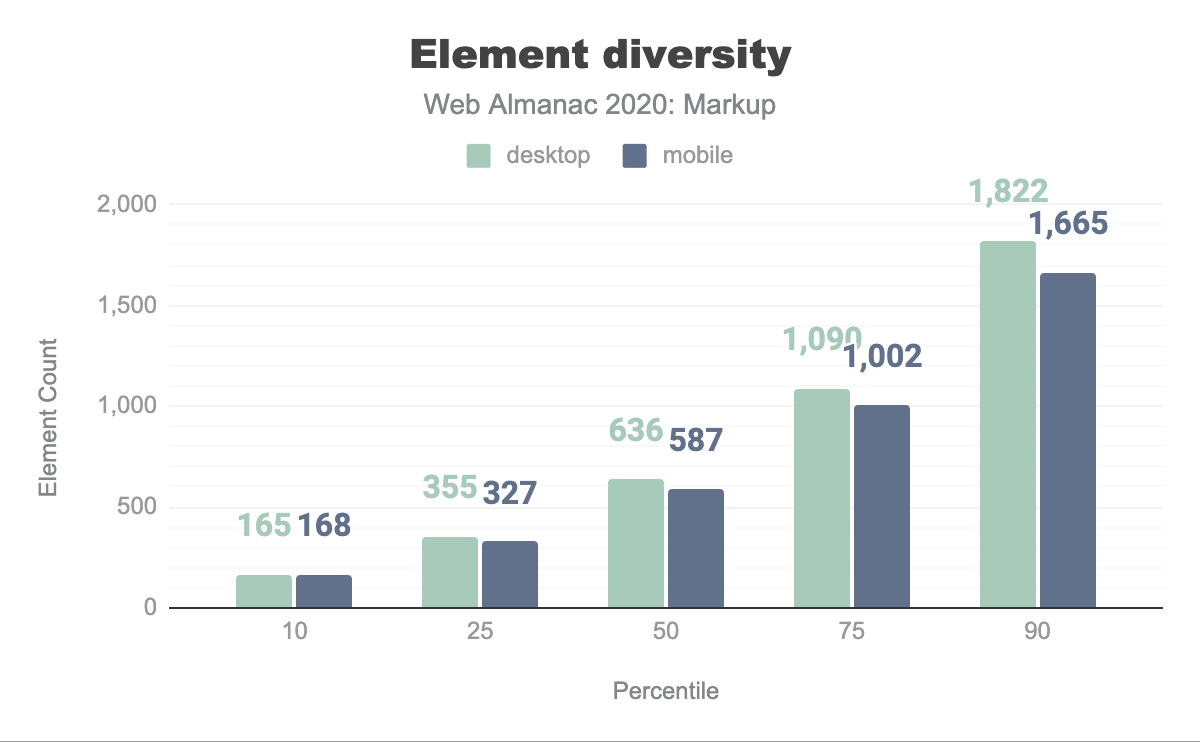 Element diversity
Web Almanac 2020: Markup
desktop mobile
2,000
1,500
1,000
500
0
Element Count
165 168
355 327
636 587
1,090 1,002
1,822 1,665
10 25 50 75 90
Percentile